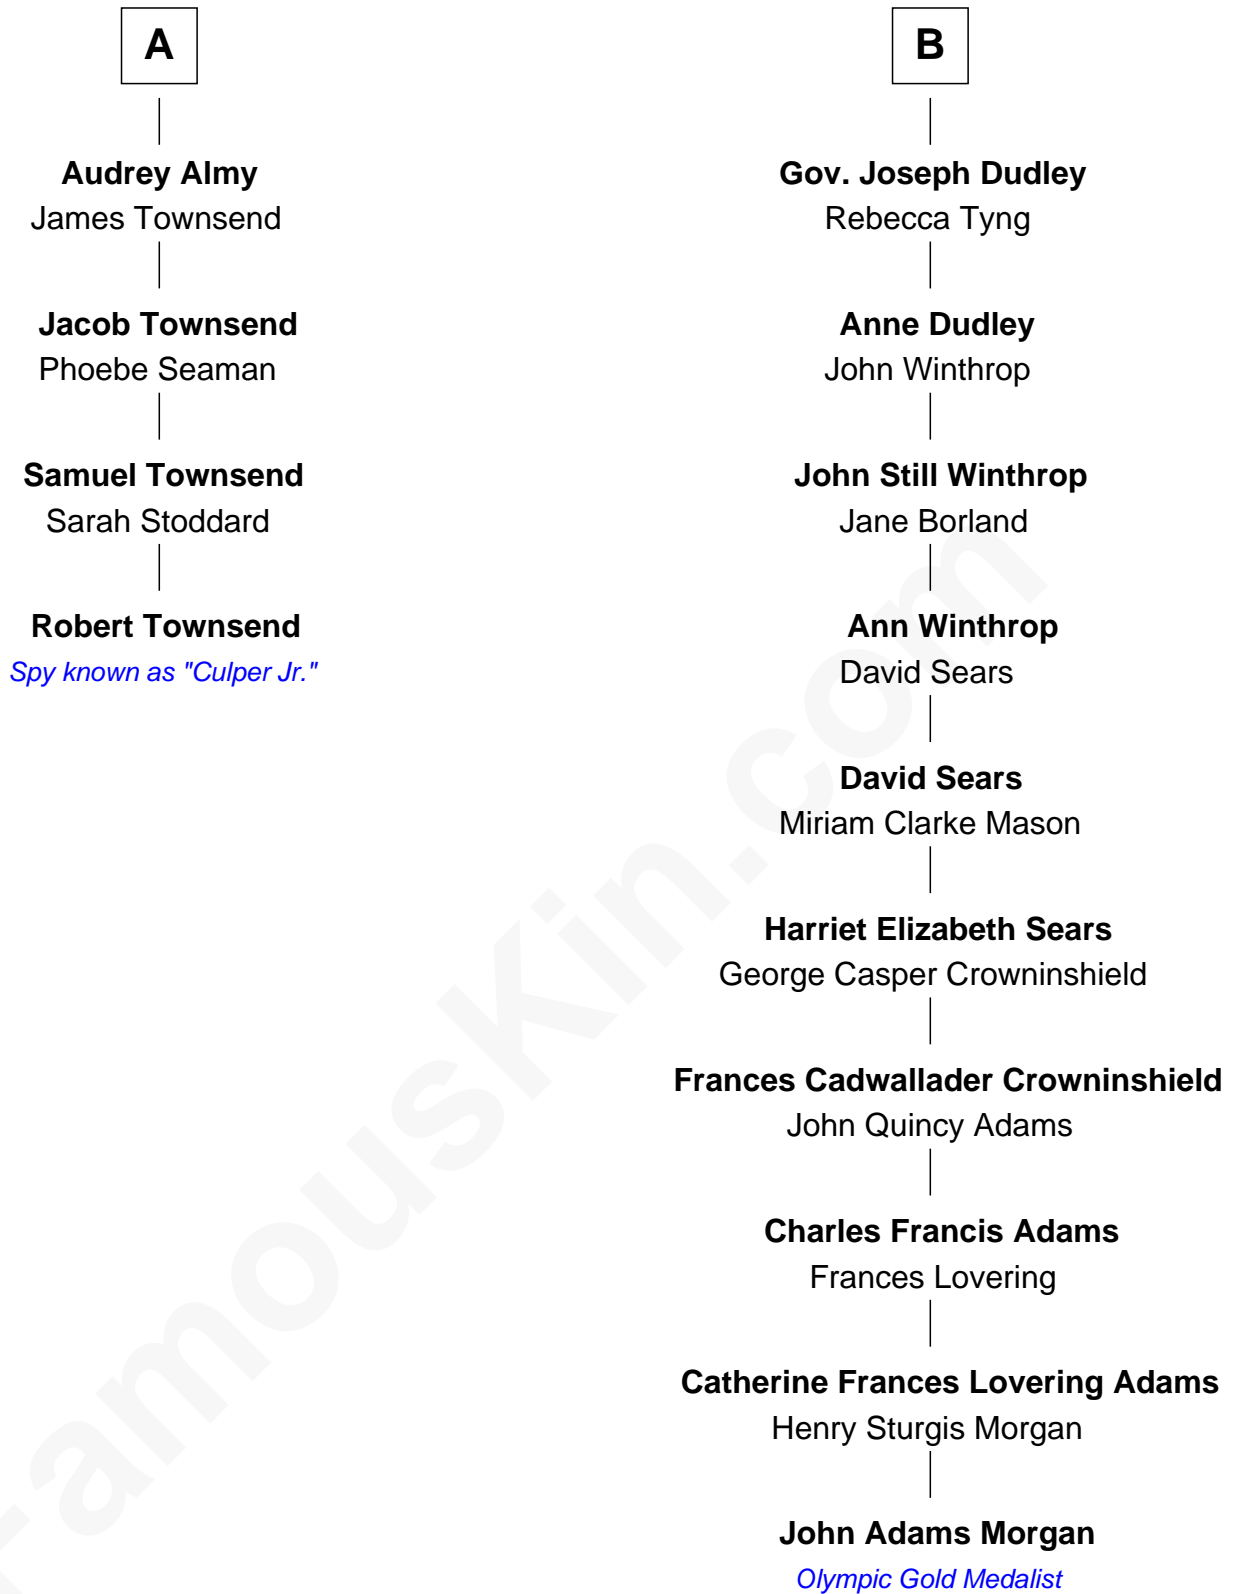 A
Audrey Almy
James Townsend
Jacob Townsend
Phoebe Seaman
Samuel Townsend
Sarah Stoddard
Robert Townsend
Spy known as "Culper Jr."
B
Gov. Joseph Dudley
Rebecca Tyng
Anne Dudley
John Winthrop
John Still Winthrop
Jane Borland
Ann Winthrop
David Sears
David Sears
Miriam Clarke Mason
Harriet Elizabeth Sears
George Casper Crowninshield
Frances Cadwallader Crowninshield
John Quincy Adams
Charles Francis Adams
Frances Lovering
Catherine Frances Lovering Adams
Henry Sturgis Morgan
John Adams Morgan
Olympic Gold Medalist
FamousKin.com